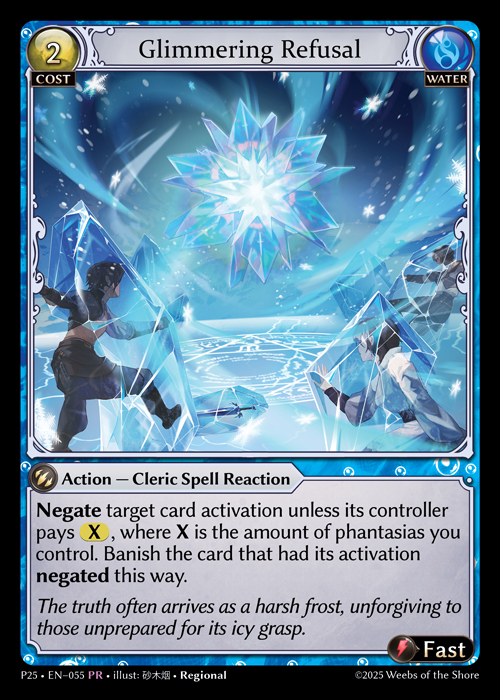 2
Glimmering Refusal
COST
WATER
Action — Cleric Spell Reaction
Negate target card activation unless its controller
pays X, where X is the amount of phantasias you
control. Banish the card that had its activation
negated this way.
The truth often arrives as a harsh frost, unforgiving to
those unprepared for its icy grasp.
Fast
P25 • EN–055 PR • illust: 砂木烟 • Regional
©2025 Weebs of the Shore